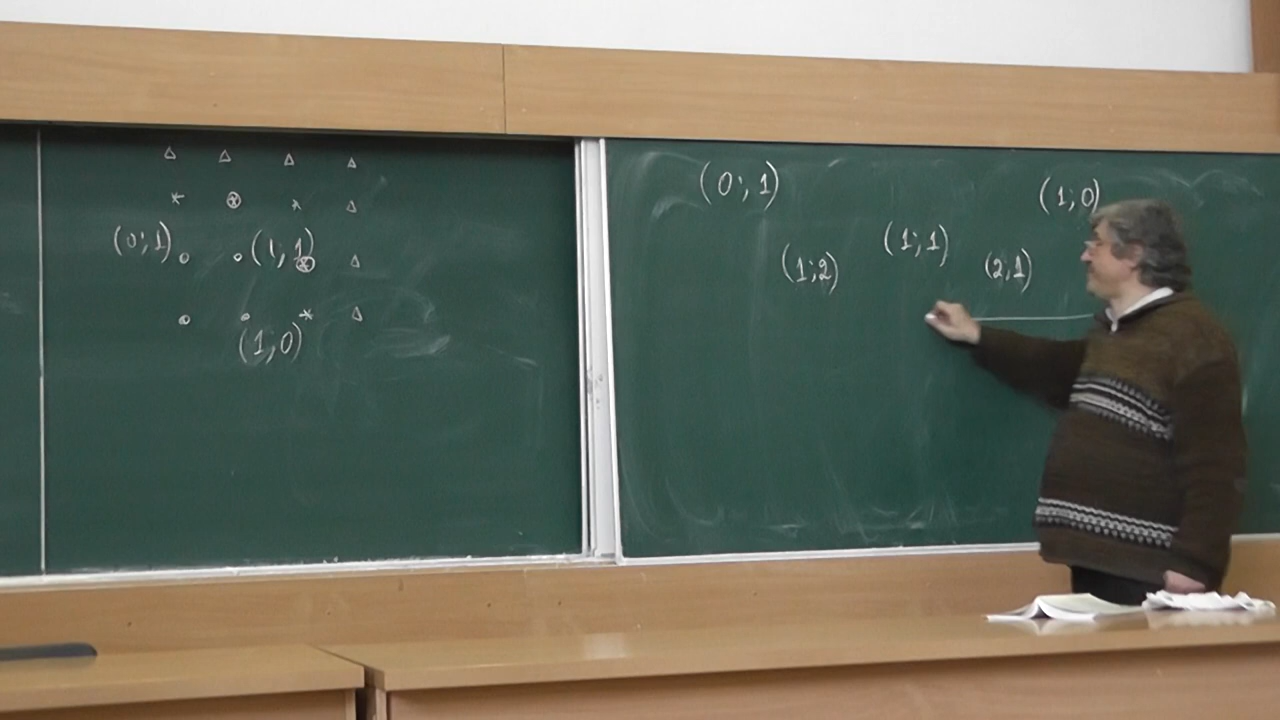 (0; 1) (1; 1)
(1; 0)
(0; 1) (1; 0)
(1; 1)
(1; 2) (2; 1)